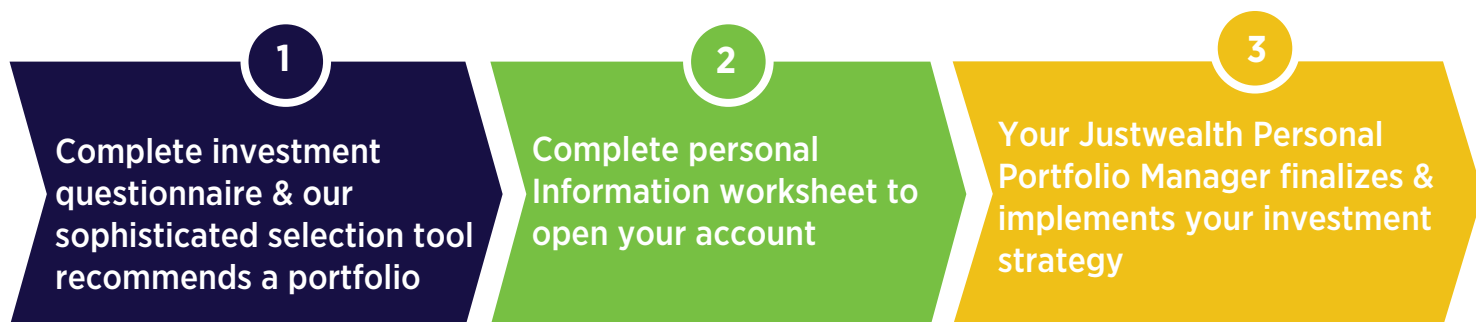 1
Complete investment
questionnaire & our
sophisticated selection tool
recommends a portfolio
2
Complete personal
Information worksheet to
open your account
3
Your Justwealth Personal
Portfolio Manager finalizes &
implements your investment
strategy